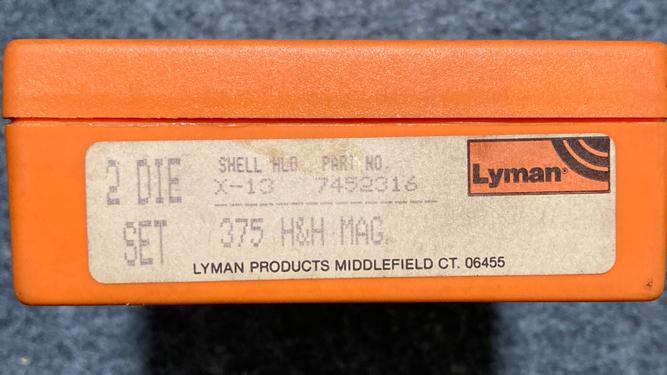 2 DIE
SET
SHELL HLD. PART NO.
X-13 7452316
375 H&H MAG.
Lyman®
LYMAN PRODUCTS MIDDLEFIELD CT. 06455